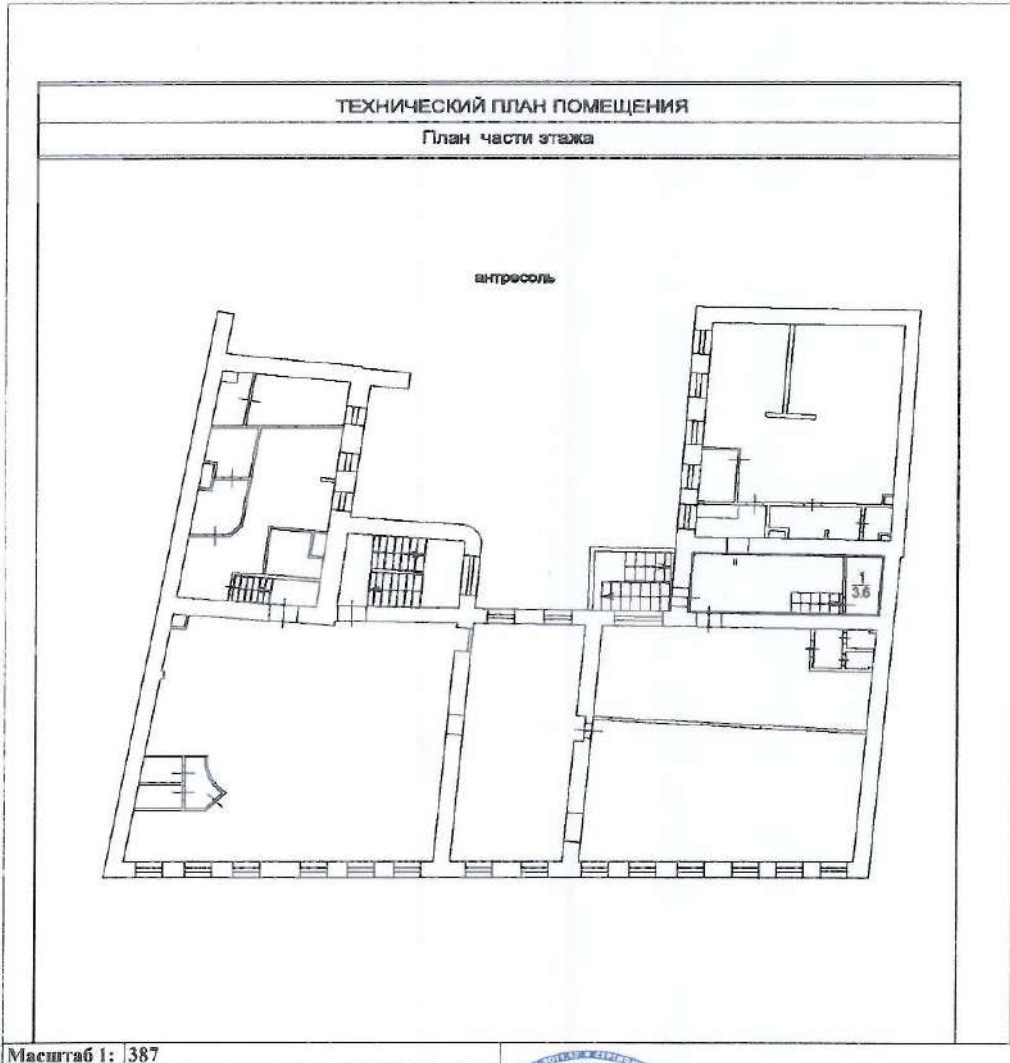 ТЕХНИЧЕСКИЙ ПЛАН ПОМЕЩЕНИЯ
План части этажа
антресоль
II
1
3.6
Масштаб 1: 387